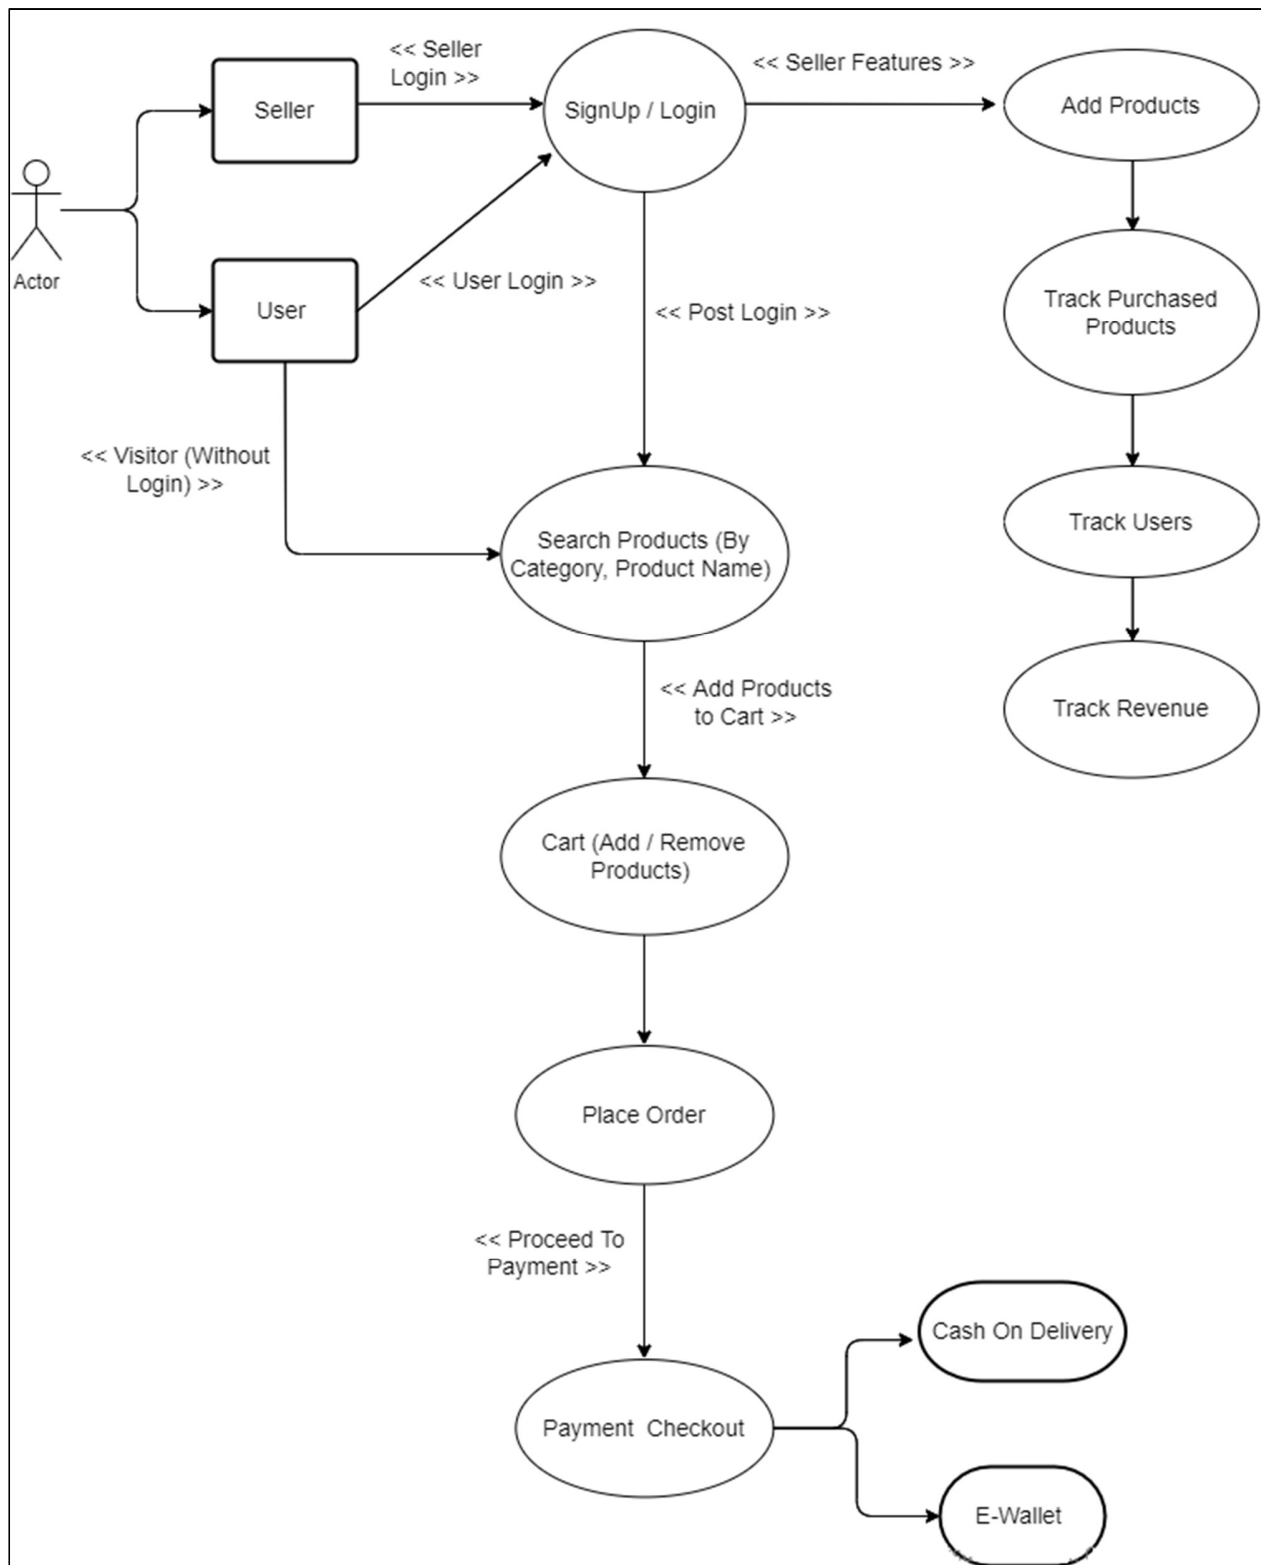 << Seller
Login >>
Seller
SignUp / Login
<< Seller Features >>
Add Products
Actor
User
<< User Login >>
<< Post Login >>
Track Purchased
Products
<< Visitor (Without
Login) >>
Search Products (By
Category, Product Name)
Track Users
<< Add Products
to Cart >>
Track Revenue
Cart (Add / Remove
Products)
Place Order
<< Proceed To
Payment >>
Cash On Delivery
Payment  Checkout
E-Wallet